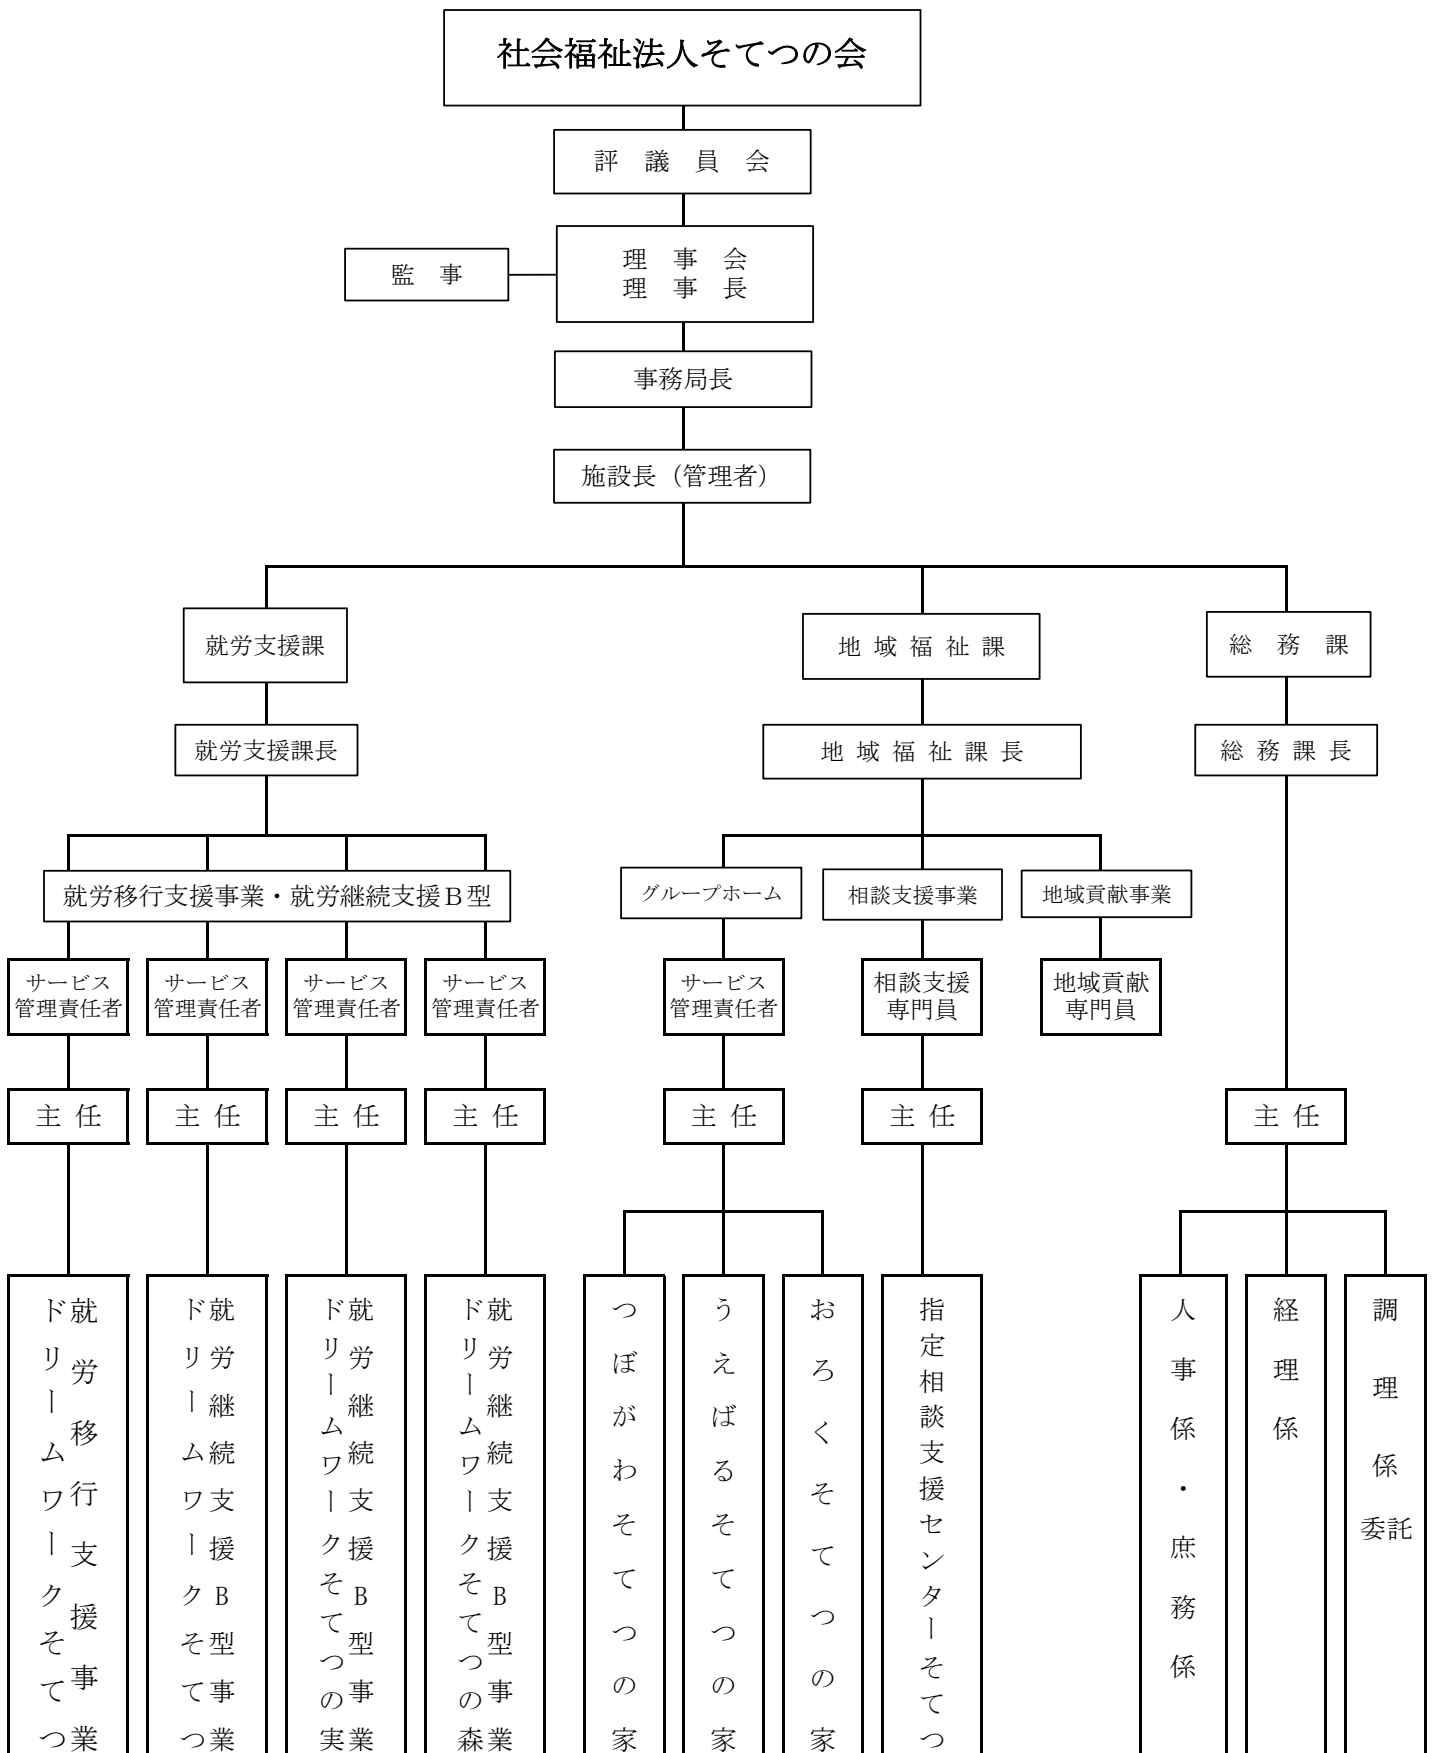 社会福祉法人そてつの会
評議員会
監事
理事会
理事長
事務局長
施設長（管理者）
就労支援課
地域福祉課
総務課
就労支援課長
地域福祉課長
総務課長
就労移行支援事業・就労継続支援Ｂ型
グループホーム
相談支援事業
地域貢献事業
サービス
管理責任者
サービス
管理責任者
サービス
管理責任者
サービス
管理責任者
サービス
管理責任者
相談支援
専門員
地域貢献
専門員
主任
主任
主任
主任
主任
主任
主任
就労移行支援事業
ドリームワークそてつ
就労継続支援B型事業
ドリームワークそてつ
就労継続支援B型事業
ドリームワークそてつの実
就労継続支援B型事業
ドリームワークそてつの森
つぼがわそてつの家
うえばるそてつの家
おろくそてつの家
指定相談支援センターそてつ
人事係・庶務係
経理係
調理係
委託